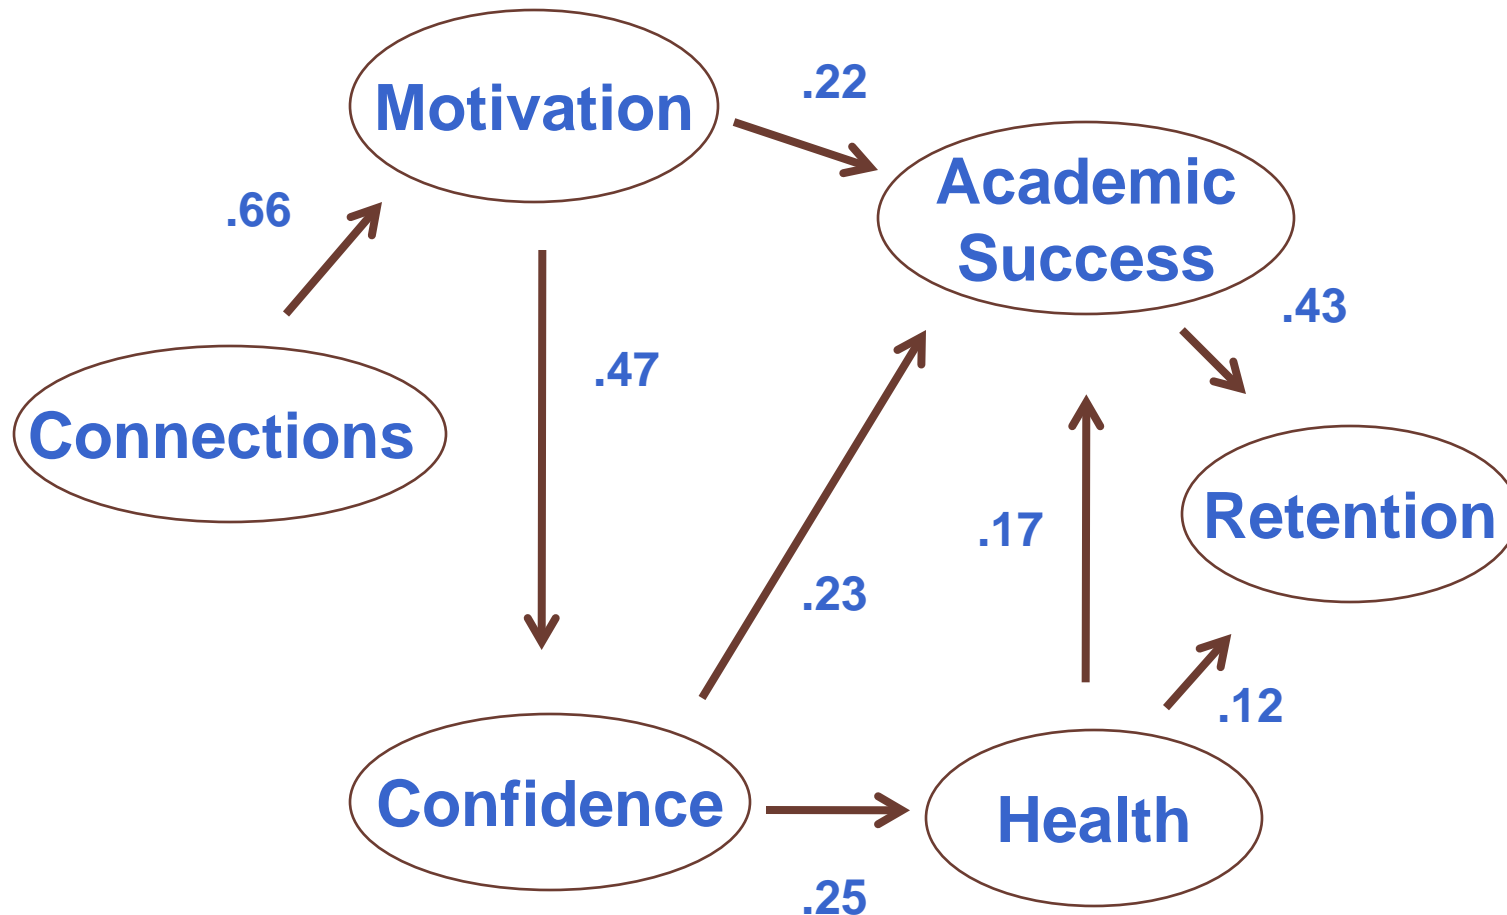 Motivation
.22
Academic
Success
.66
.43
.47
Connections
.17
Retention
.23
.12
Confidence
Health
.25